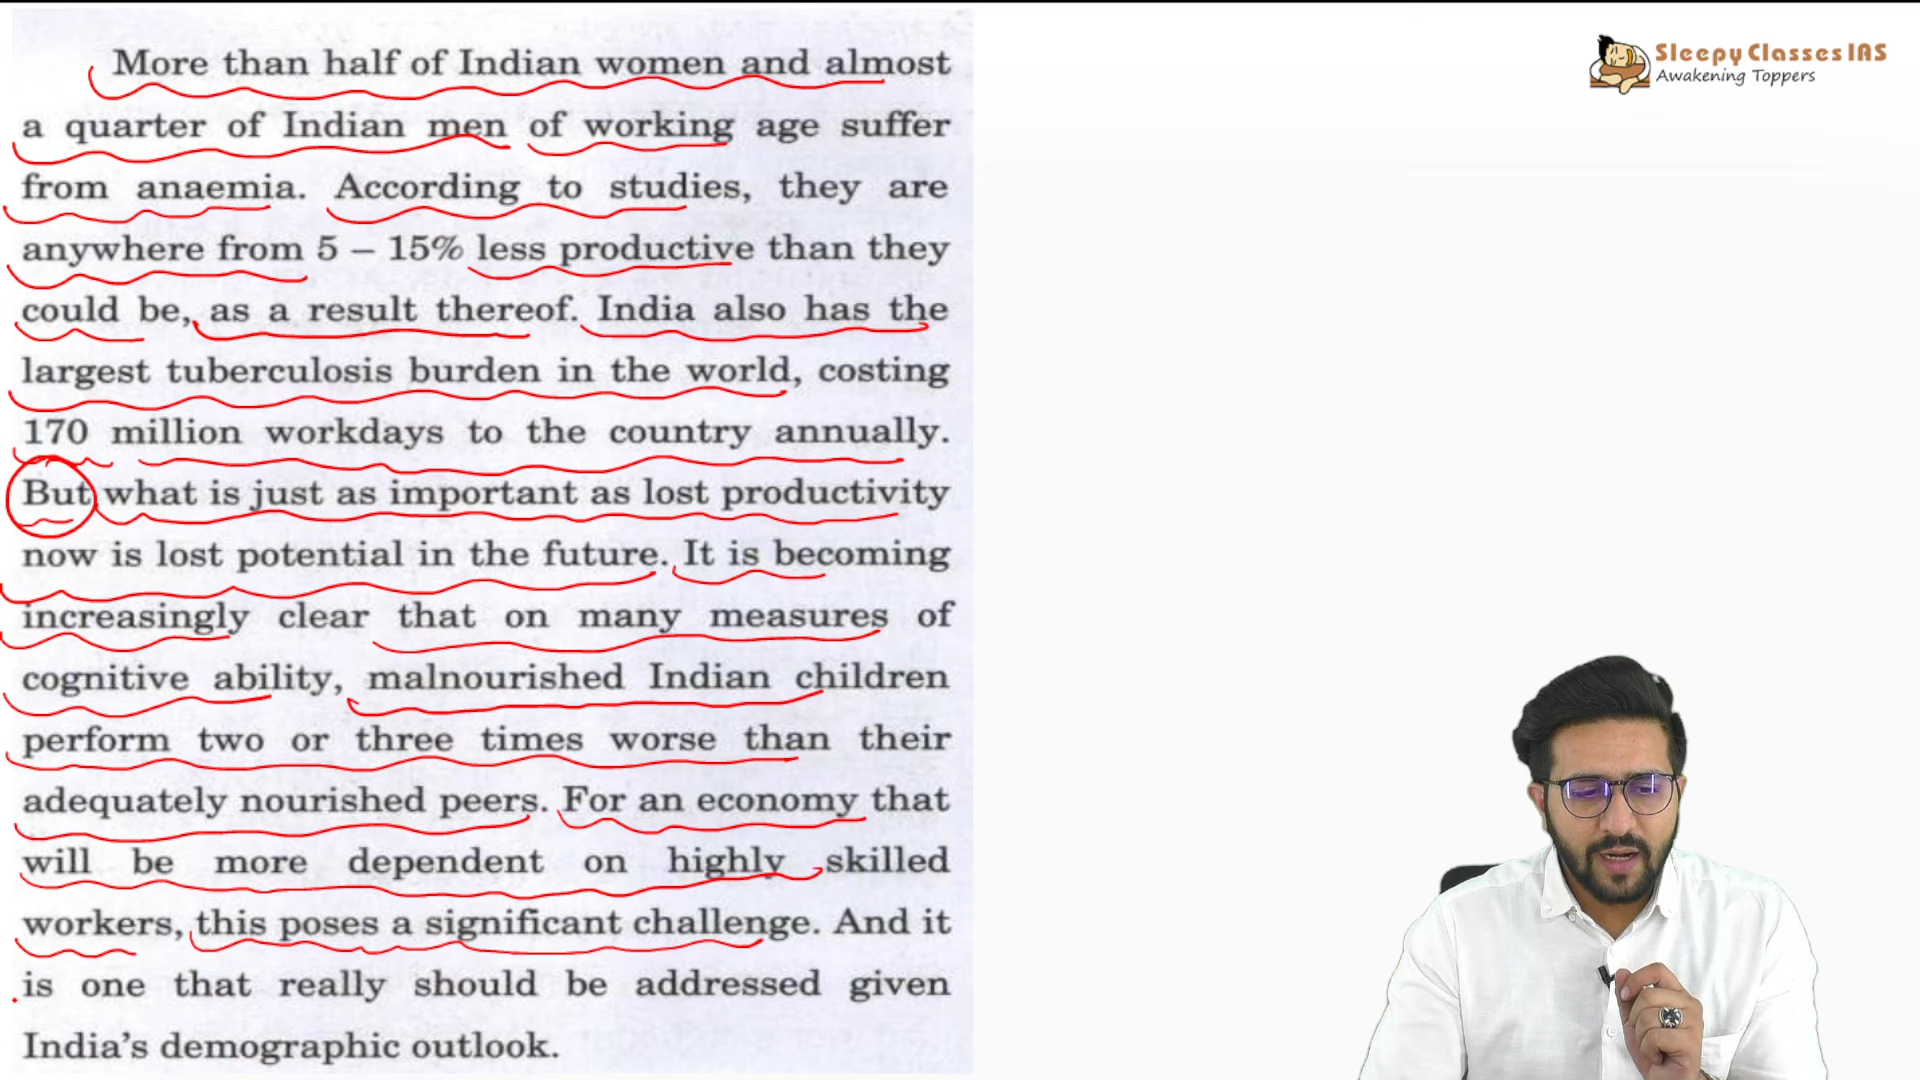 More than half of Indian women and almost
a quarter of Indian men of working age suffer
from anaemia. According to studies, they are
anywhere from 5 – 15% less productive than they
could be, as a result thereof. India also has the
largest tuberculosis burden in the world, costing
170 million workdays to the country annually.
But what is just as important as lost productivity
now is lost potential in the future. It is becoming
increasingly clear that on many measures of
cognitive ability, malnourished Indian children
perform two or three times worse than their
adequately nourished peers. For an economy that
will be more dependent on highly skilled
workers, this poses a significant challenge. And it
is one that really should be addressed given
India's demographic outlook.
Sleepy Classes IAS
Awakening Toppers